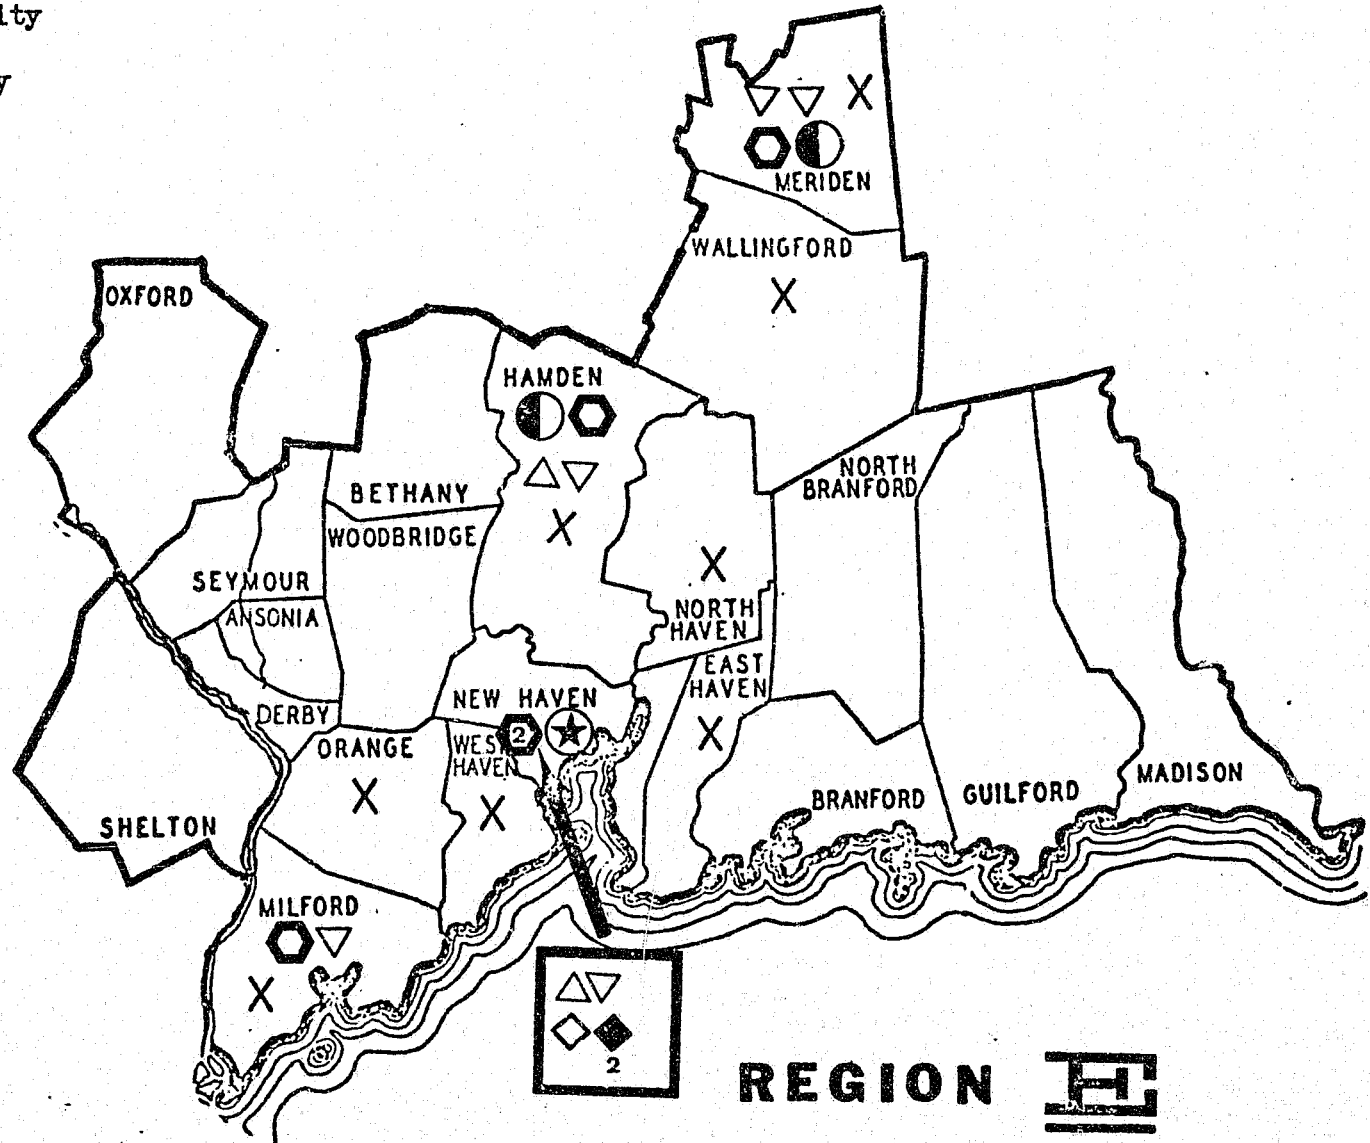 MERIDEN
WALLINGFORD
OXFORD
HAMDEN
NORTH
BRANFORD
BETHANY
WOODBRIDGE
SEYMOUR
ANSONIA
NORTH
HAVEN
EAST
HAVEN
NEW HAVEN
2
DERBY
ORANGE
WEST
HAVEN
MADISON
GUILFORD
BRANFORD
SHELTON
MILFORD
2
REGION